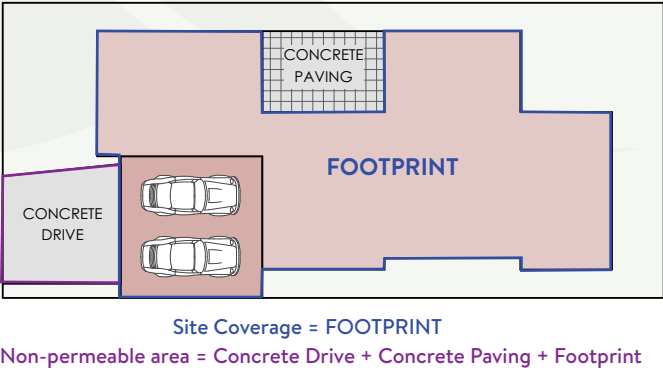 CONCRETE
PAVING
FOOTPRINT
CONCRETE
DRIVE
Site Coverage = FOOTPRINT
Non-permeable area = Concrete Drive + Concrete Paving + Footprint